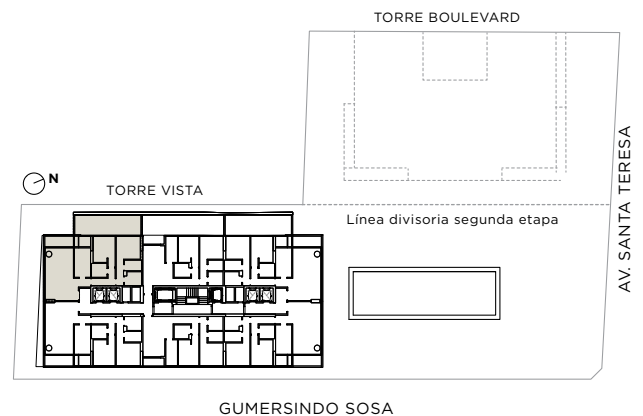 TORRE BOULEVARD
AV. SANTA TERESA
N
TORRE VISTA
Línea divisoria segunda etapa
GUMERSINDO SOSA